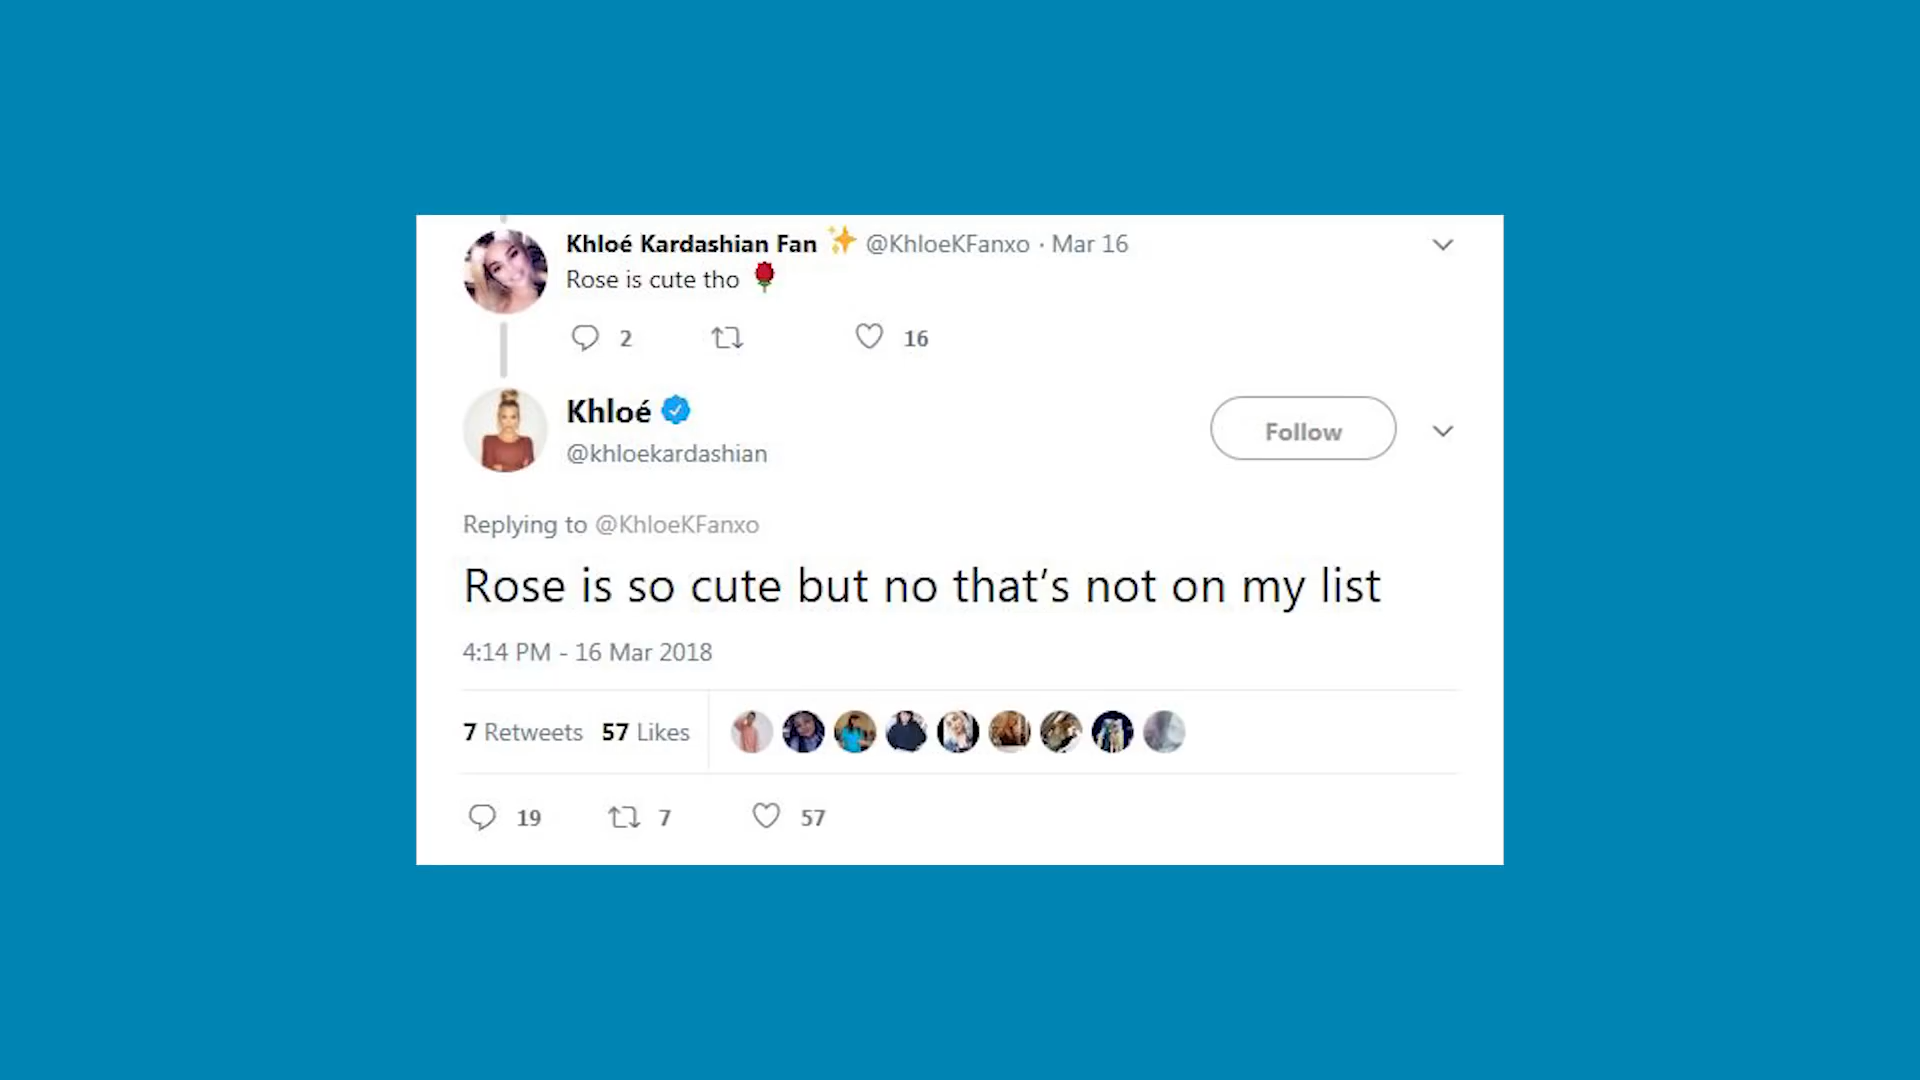 Khloé Kardashian Fan ✨ @KhloeKFanxo · Mar 16
Rose is cute tho 🌹
2 16
Khloé
@khloekardashian
Follow
Replying to @KhloeKFanxo
Rose is so cute but no that's not on my list
4:14 PM - 16 Mar 2018
7 Retweets 57 Likes
19 7 57